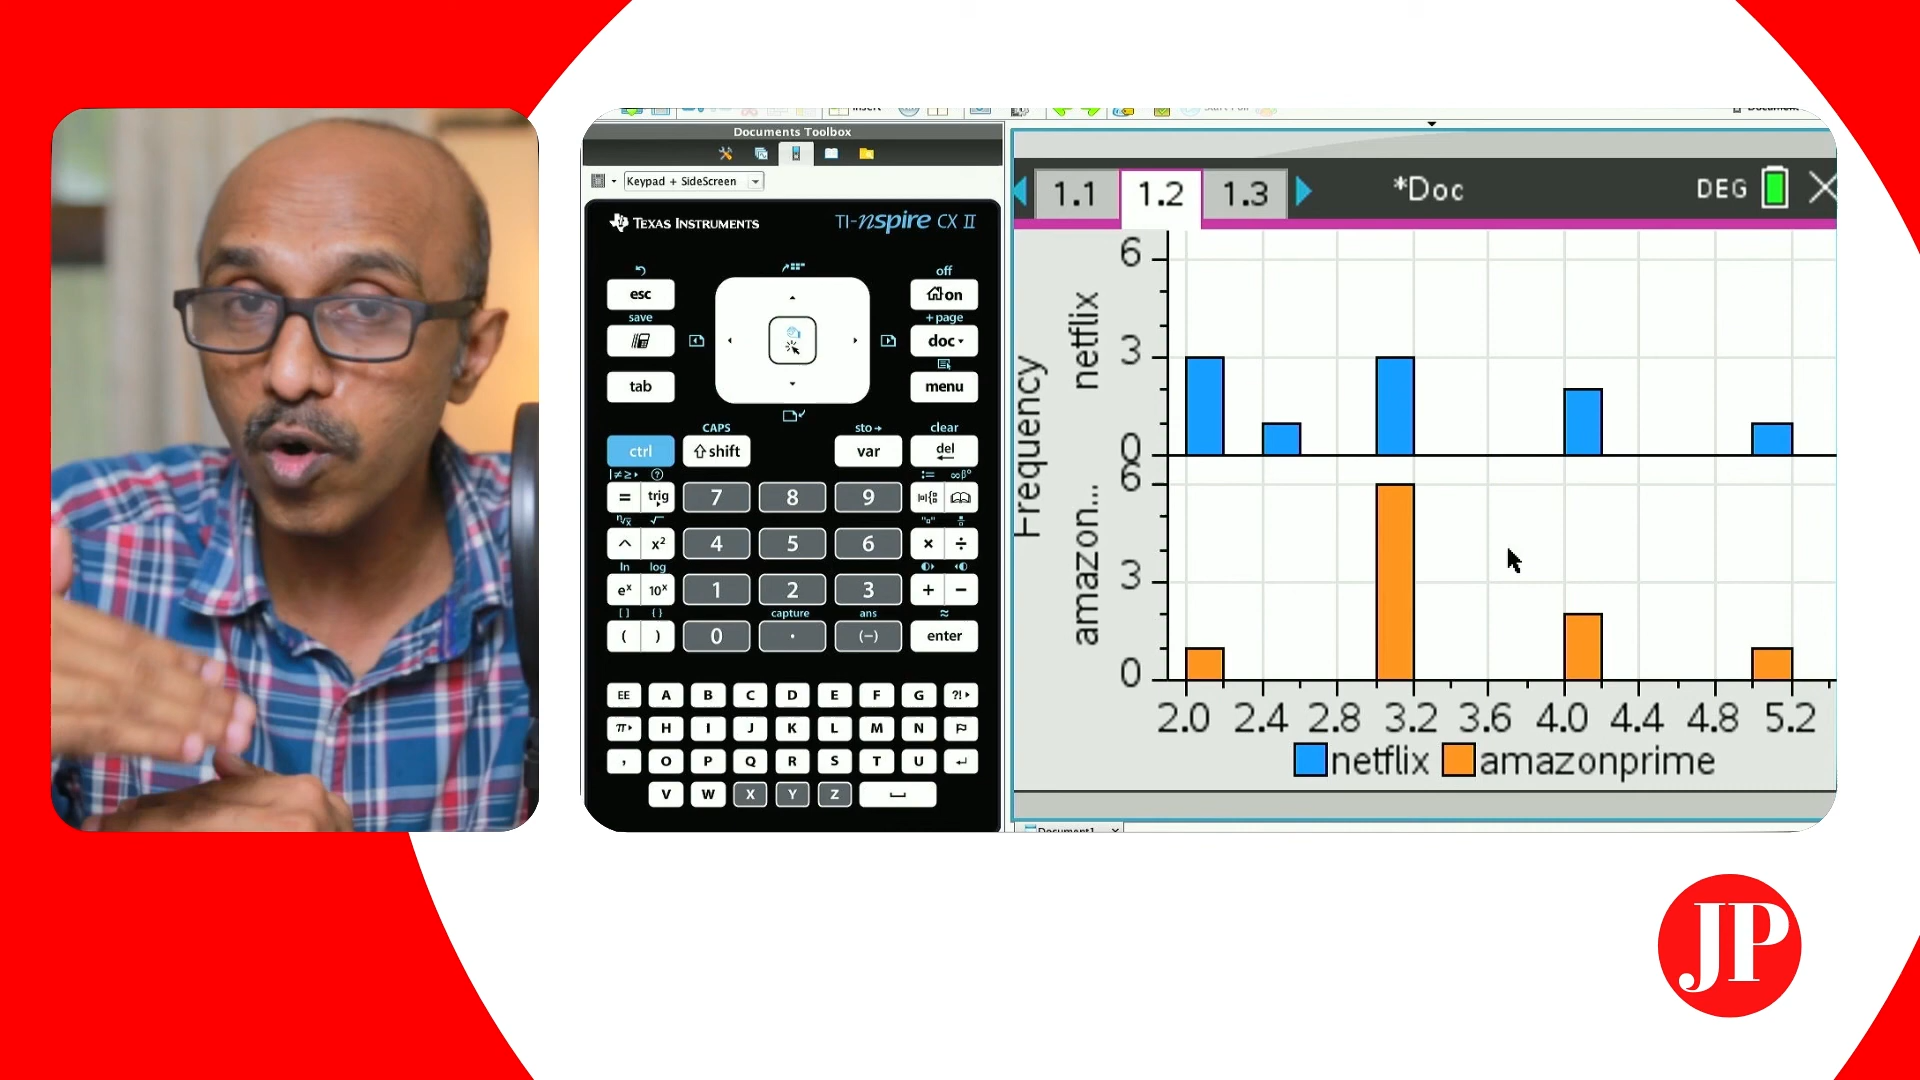 Insert
Documents Toolbox
Keypad + SideScreen
TEXAS INSTRUMENTS
TI-nspire CX II
off
esc
on
save
+ page
doc
tab
menu
CAPS
sto
clear
ctrl
shift
var
del
|≠≥
∞β°
=
trig
7
8
9
^
x²
4
5
6
×
÷
ln
log
eˣ
10ˣ
1
2
3
+
−
[ ]
{ }
capture
ans
≈
(
)
0
.
(−)
enter
EE
A
B
C
D
E
F
G
?!
π
H
I
J
K
L
M
N
,
O
P
Q
R
S
T
U
V
W
X
Y
Z
1.1
1.2
1.3
*Doc
DEG
Frequency
netflix
6
3
0
amazon...
6
3
0
2.0 2.4 2.8 3.2 3.6 4.0 4.4 4.8 5.2
netflix amazonprime
Document1
JP